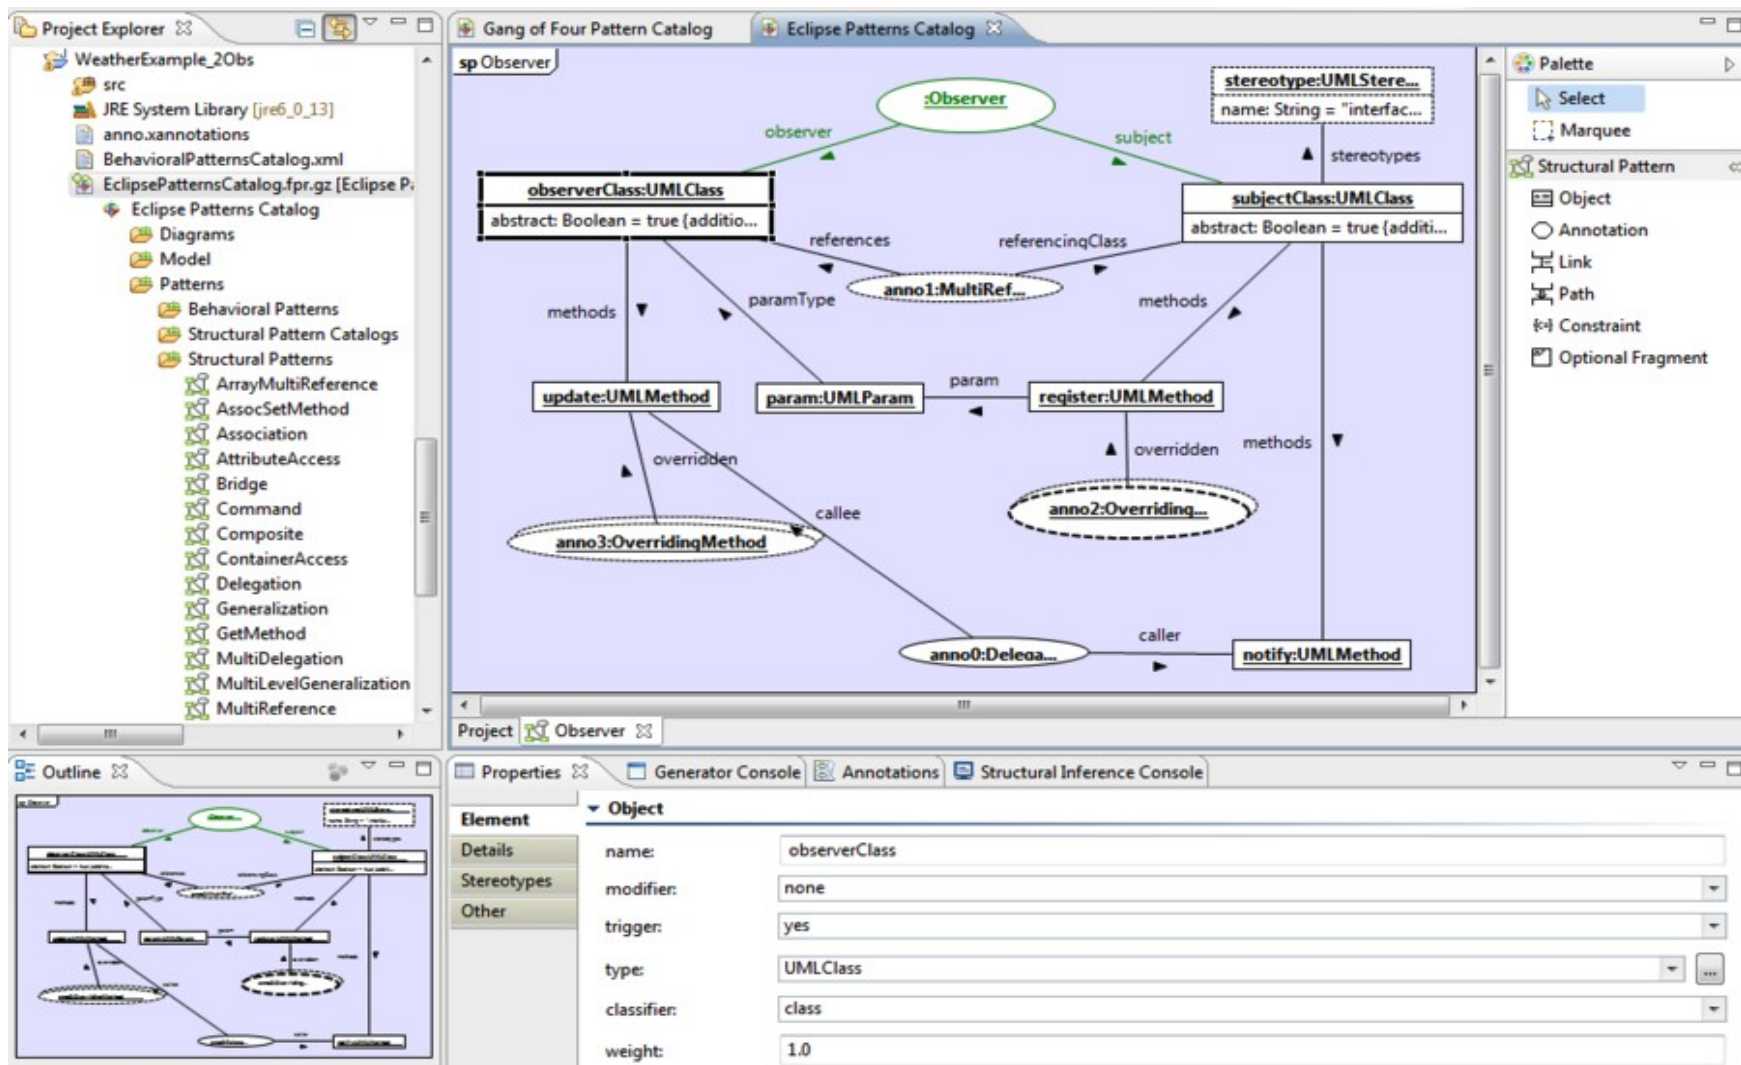 Project Explorer
WeatherExample_2Obs
src
JRE System Library [jre6_0_13]
anno.xannotations
BehavioralPatternsCatalog.xml
EclipsePatternsCatalog.fpr.gz [Eclipse Pa
Eclipse Patterns Catalog
Diagrams
Model
Patterns
Behavioral Patterns
Structural Pattern Catalogs
Structural Patterns
ArrayMultiReference
AssocSetMethod
Association
AttributeAccess
Bridge
Command
Composite
ContainerAccess
Delegation
Generalization
GetMethod
MultiDelegation
MultiLevelGeneralization
MultiReference
Gang of Four Pattern Catalog
Eclipse Patterns Catalog
sp Observer
:Observer
stereotype:UMLStere...
name: String = "interfac...
observer
subject
stereotypes
observerClass:UMLClass
abstract: Boolean = true {additio...
subjectClass:UMLClass
abstract: Boolean = true {additi...
references
referencingClass
anno1:MultiRef...
methods
paramType
methods
update:UMLMethod
param:UMLParam
param
register:UMLMethod
overridden
overridden
methods
anno2:Overriding...
callee
anno3:OverridingMethod
caller
anno0:Delega...
notify:UMLMethod
Project
Observer
Palette
Select
Marquee
Structural Pattern
Object
Annotation
Link
Path
Constraint
Optional Fragment
Outline
Properties
Generator Console
Annotations
Structural Inference Console
Element
Details
Stereotypes
Other
Object
name: observerClass
modifier: none
trigger: yes
type: UMLClass ...
classifier: class
weight: 1.0